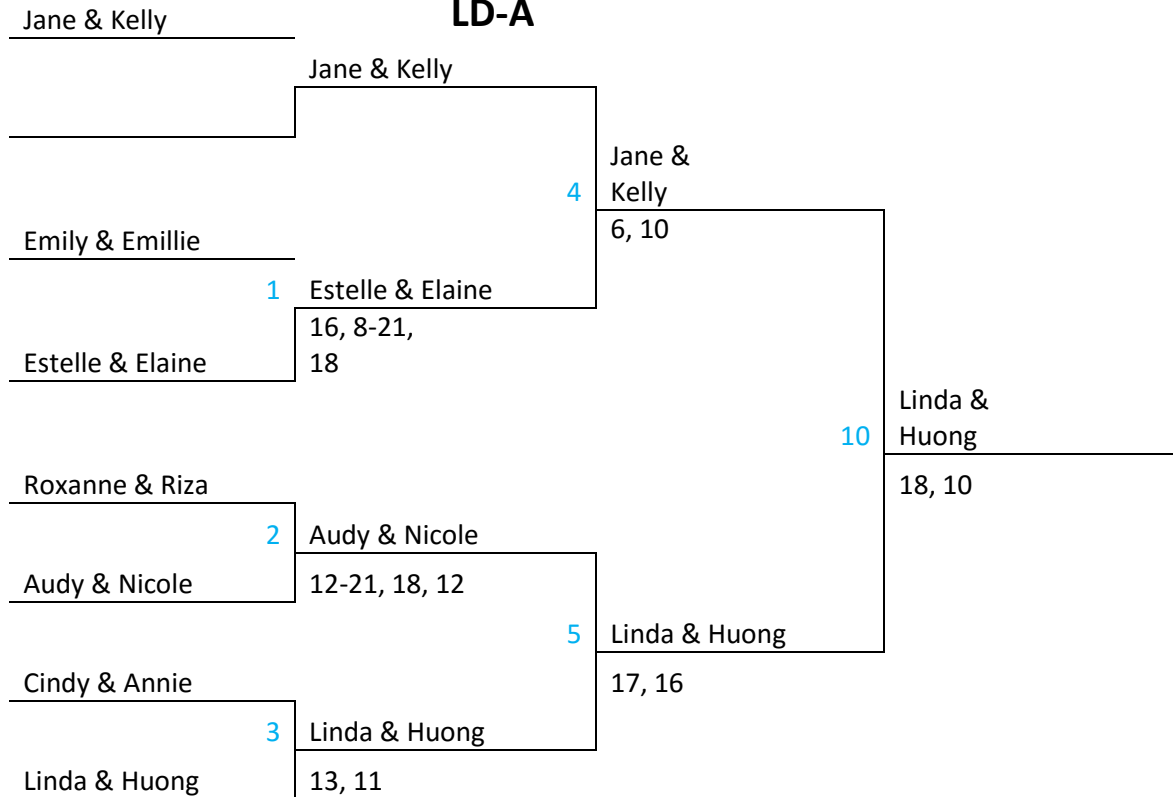 LD-A
Jane & Kelly
Jane & Kelly
Jane &
4
Kelly
6, 10
Emily & Emillie
1
Estelle & Elaine
16, 8-21,
18
Estelle & Elaine
Linda &
10
Huong
18, 10
Roxanne & Riza
2
Audy & Nicole
12-21, 18, 12
Audy & Nicole
5
Linda & Huong
17, 16
Cindy & Annie
3
Linda & Huong
13, 11
Linda & Huong